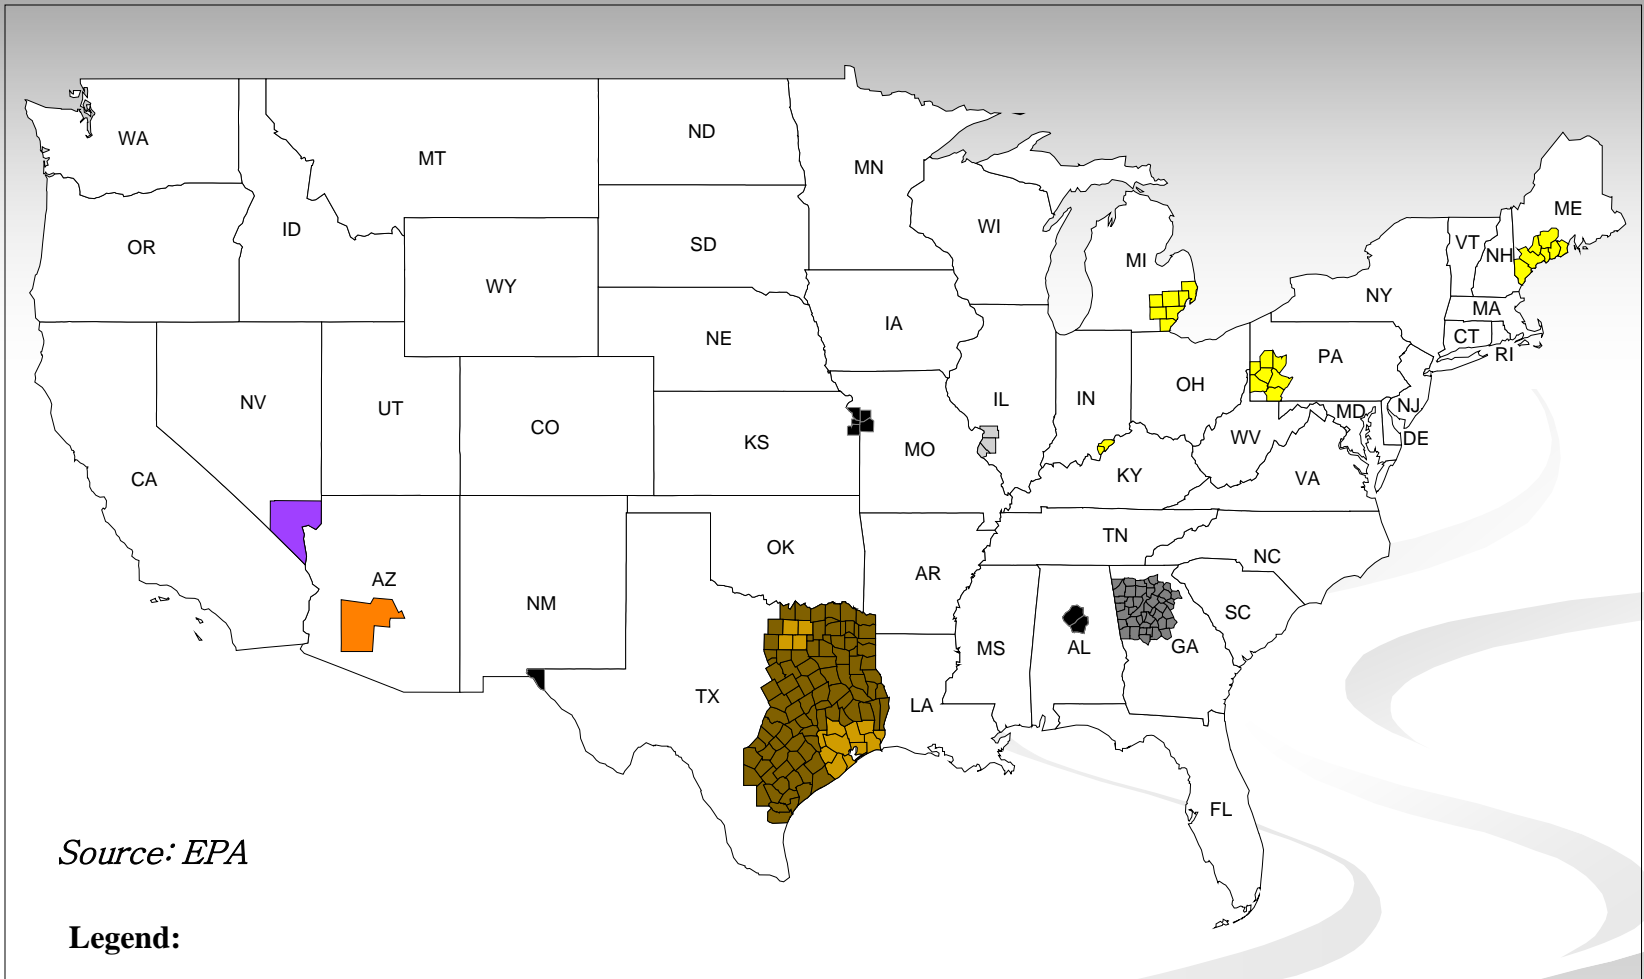 WA
MT
ND
MN
OR
ID
SD
WI
MI
VT
NH
ME
WY
NY
MA
IA
NE
CT
RI
PA
NV
UT
CO
KS
MO
IL
IN
OH
NJ
MD
DE
WV
CA
KY
VA
AZ
NM
OK
AR
TN
NC
SC
TX
LA
MS
AL
GA
FL
Source: EPA
Legend: